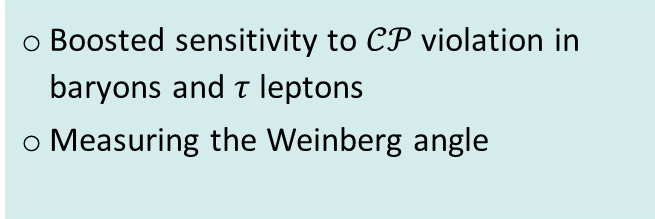 ○ Boosted sensitivity to 𝒞𝒫 violation in
baryons and τ leptons
○ Measuring the Weinberg angle